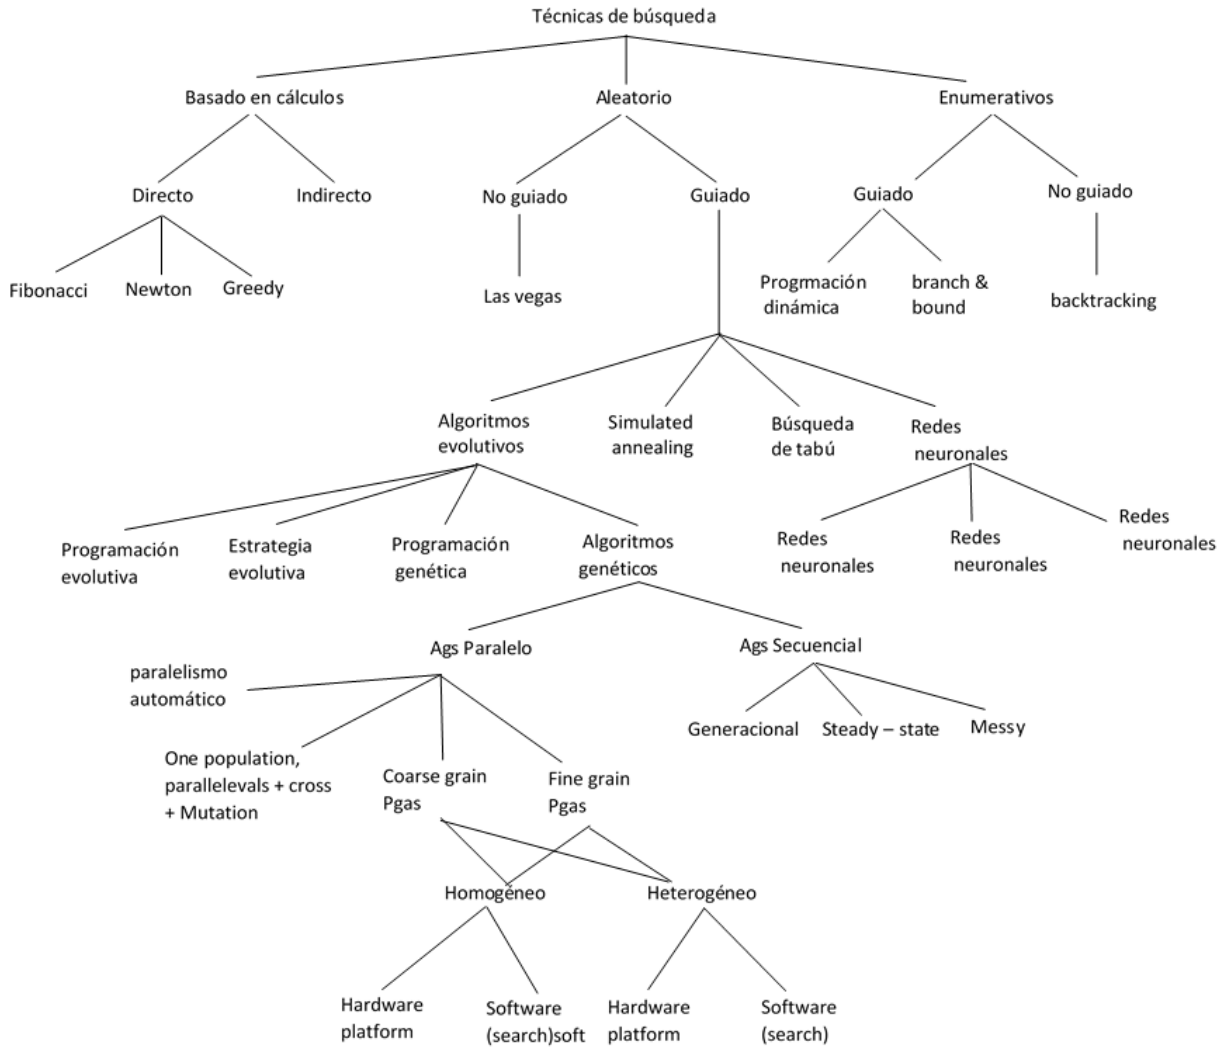 Técnicas de búsqueda
Basado en cálculos
Aleatorio
Enumerativos
Directo
Indirecto
No guiado
Guiado
Guiado
No guiado
Fibonacci
Newton
Greedy
Las vegas
Progrmación
dinámica
branch &
bound
backtracking
Algoritmos
evolutivos
Simulated
annealing
Búsqueda
de tabú
Redes
neuronales
Programación
evolutiva
Estrategia
evolutiva
Programación
genética
Algoritmos
genéticos
Redes
neuronales
Redes
neuronales
Redes
neuronales
Ags Paralelo
Ags Secuencial
paralelismo
automático
One population,
parallelevals + cross
+ Mutation
Coarse grain
Pgas
Fine grain
Pgas
Generacional
Steady – state
Messy
Homogéneo
Heterogéneo
Hardware
platform
Software
(search)soft
Hardware
platform
Software
(search)